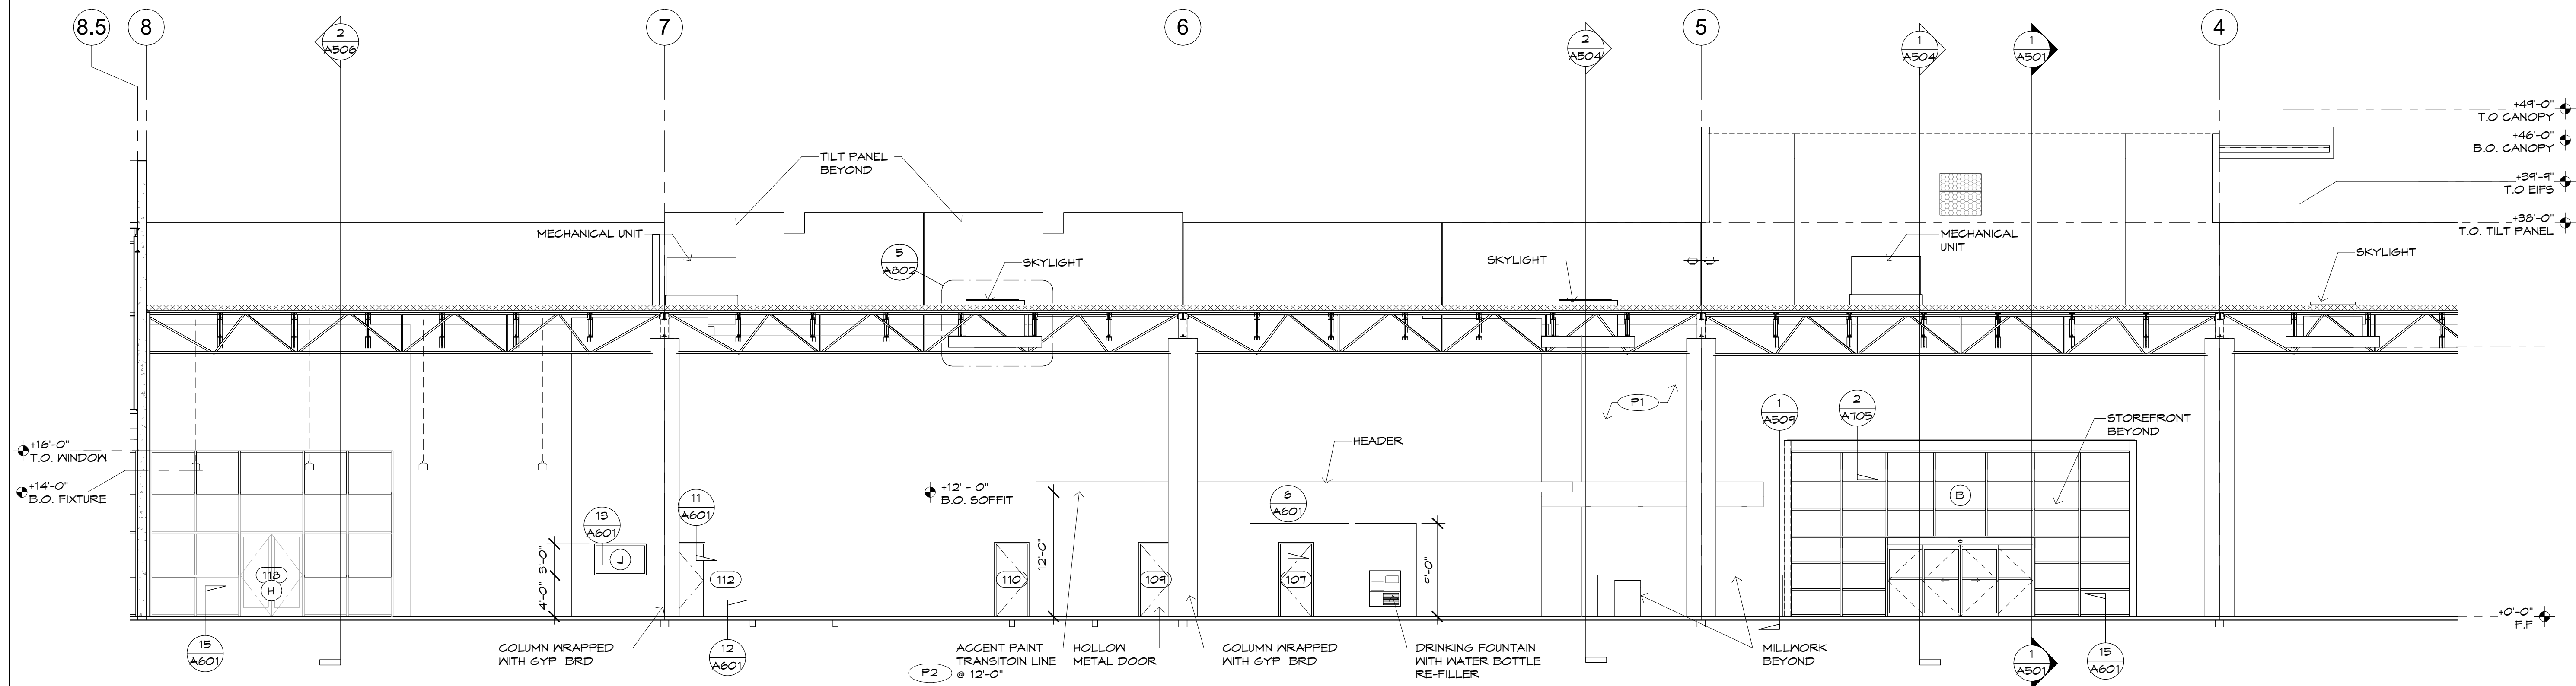 8.5
8
7
6
5
4
2
A506
2
A504
1
A504
1
A501
+49'-0"
T.O CANOPY
+46'-0"
B.O. CANOPY
+39'-9"
T.O EIFS
+38'-0"
T.O. TILT PANEL
TILT PANEL
BEYOND
MECHANICAL UNIT
5
A802
SKYLIGHT
SKYLIGHT
MECHANICAL
UNIT
SKYLIGHT
P1
1
A509
2
A705
STOREFRONT
BEYOND
+16'-0"
T.O. WINDOW
+14'-0"
B.O. FIXTURE
HEADER
+12' - 0"
B.O. SOFFIT
11
A601
13
A601
6
A601
B
J
3'-0"
4'-0"
12'-0"
9'-0"
118
H
112
110
109
107
+0'-0"
F.F
15
A601
COLUMN WRAPPED
WITH GYP BRD
12
A601
ACCENT PAINT
TRANSITOIN LINE
@ 12'-0"
P2
HOLLOW
METAL DOOR
COLUMN WRAPPED
WITH GYP BRD
DRINKING FOUNTAIN
WITH WATER BOTTLE
RE-FILLER
MILLWORK
BEYOND
1
A501
15
A601